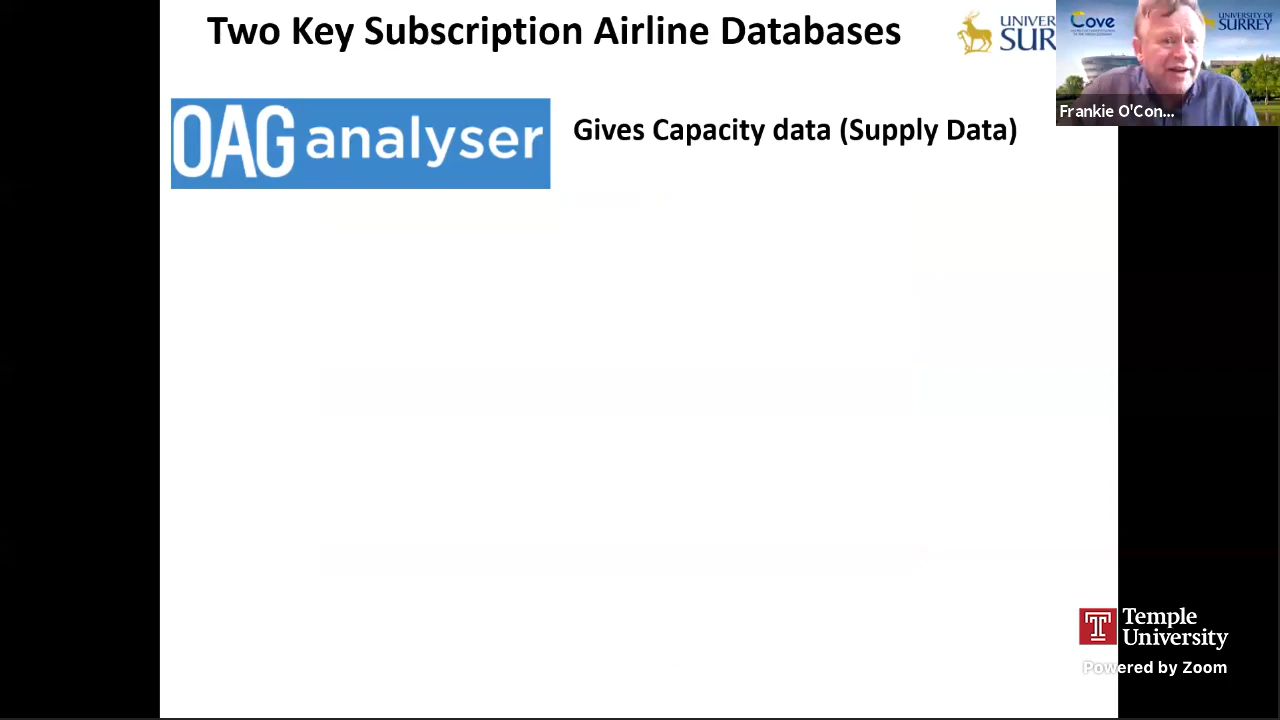 Two Key Subscription Airline Databases
UNIVER
SUR
Cove
UNIVERSITY OF
SURREY
Frankie O'Con...
OAG analyser
Gives Capacity data (Supply Data)
Temple
University
Powered by Zoom